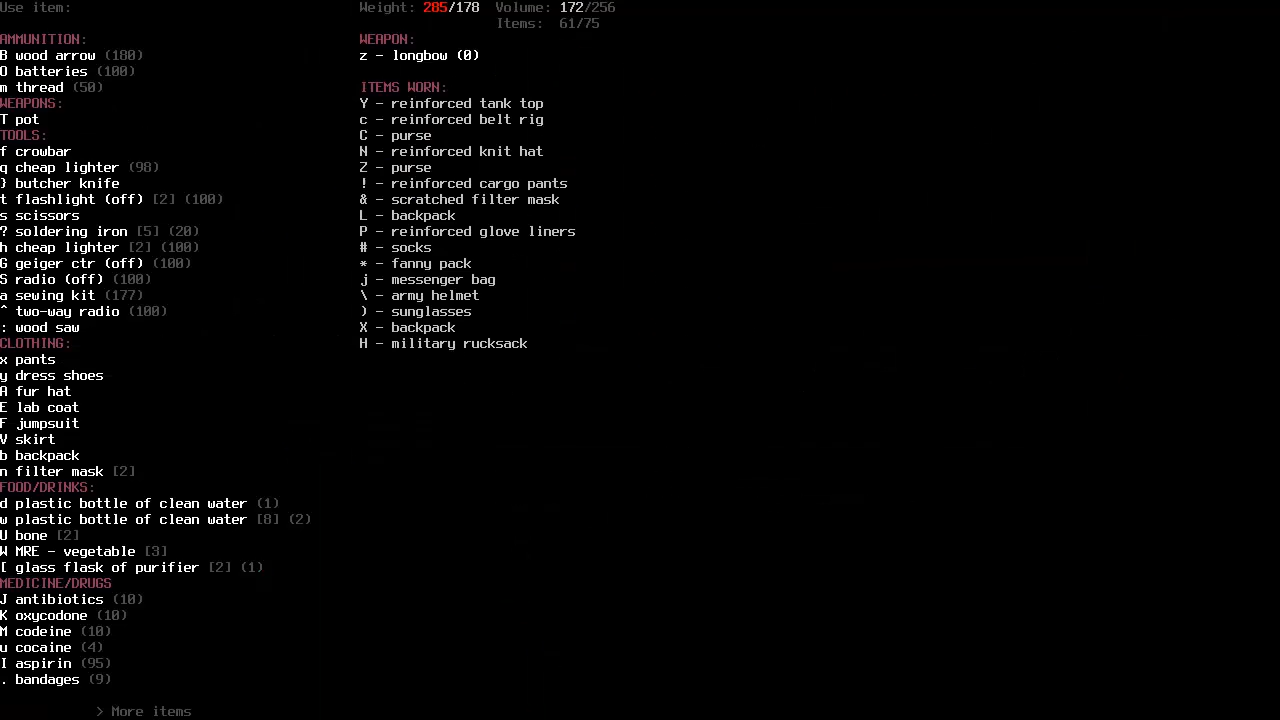 Use item:
Weight: 285/178 Volume: 172/256
Items: 61/75
AMMUNITION:
B wood arrow (180)
O batteries (100)
m thread (50)
WEAPONS:
T pot
TOOLS:
f crowbar
q cheap lighter (98)
} butcher knife
t flashlight (off) [2] (100)
s scissors
? soldering iron [5] (20)
h cheap lighter [2] (100)
G geiger ctr (off) (100)
S radio (off) (100)
a sewing kit (177)
^ two-way radio (100)
: wood saw
CLOTHING:
x pants
y dress shoes
A fur hat
E lab coat
F jumpsuit
V skirt
b backpack
n filter mask [2]
FOOD/DRINKS:
d plastic bottle of clean water (1)
w plastic bottle of clean water [8] (2)
U bone [2]
W MRE - vegetable [3]
[ glass flask of purifier [2] (1)
MEDICINE/DRUGS
J antibiotics (10)
K oxycodone (10)
M codeine (10)
u cocaine (4)
I aspirin (95)
. bandages (9)
> More items
WEAPON:
z - longbow (0)
ITEMS WORN:
Y - reinforced tank top
c - reinforced belt rig
C - purse
N - reinforced knit hat
Z - purse
! - reinforced cargo pants
& - scratched filter mask
L - backpack
P - reinforced glove liners
# - socks
* - fanny pack
j - messenger bag
\ - army helmet
) - sunglasses
X - backpack
H - military rucksack